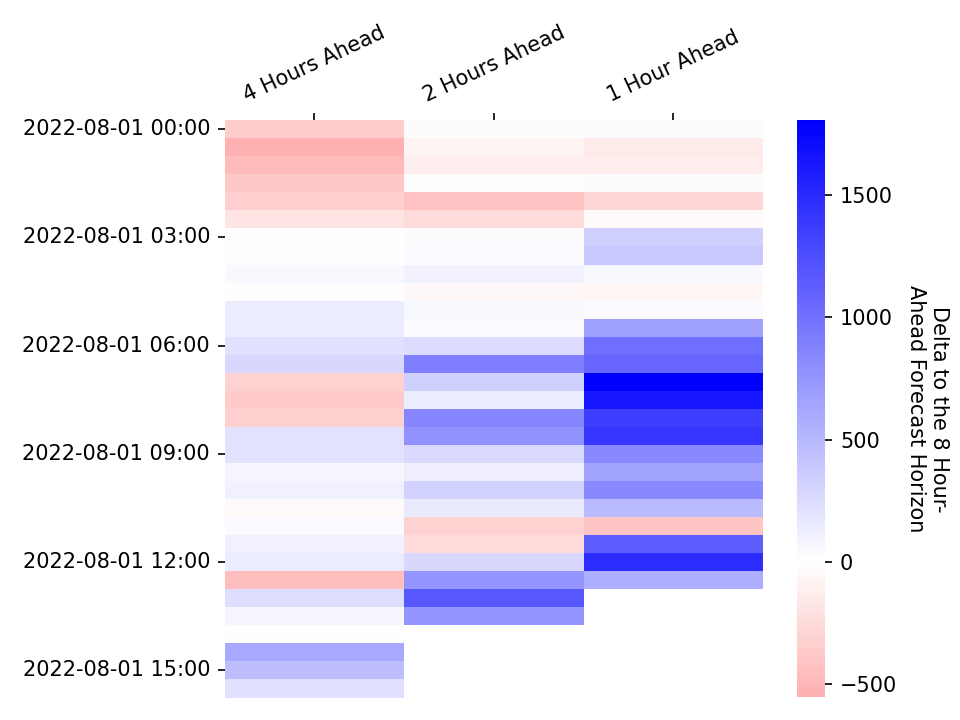 4 Hours Ahead
2 Hours Ahead
1 Hour Ahead
2022-08-01 00:00
2022-08-01 03:00
2022-08-01 06:00
2022-08-01 09:00
2022-08-01 12:00
2022-08-01 15:00
1500
1000
500
0
−500
Delta to the 8 Hour-
Ahead Forecast Horizon